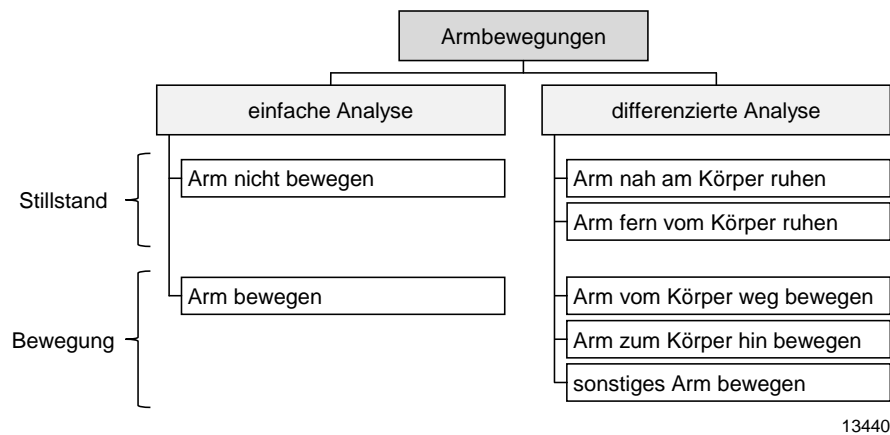 Armbewegungen
einfache Analyse
differenzierte Analyse
Stillstand
Arm nicht bewegen
Arm nah am Körper ruhen
Arm fern vom Körper ruhen
Bewegung
Arm bewegen
Arm vom Körper weg bewegen
Arm zum Körper hin bewegen
sonstiges Arm bewegen
13440